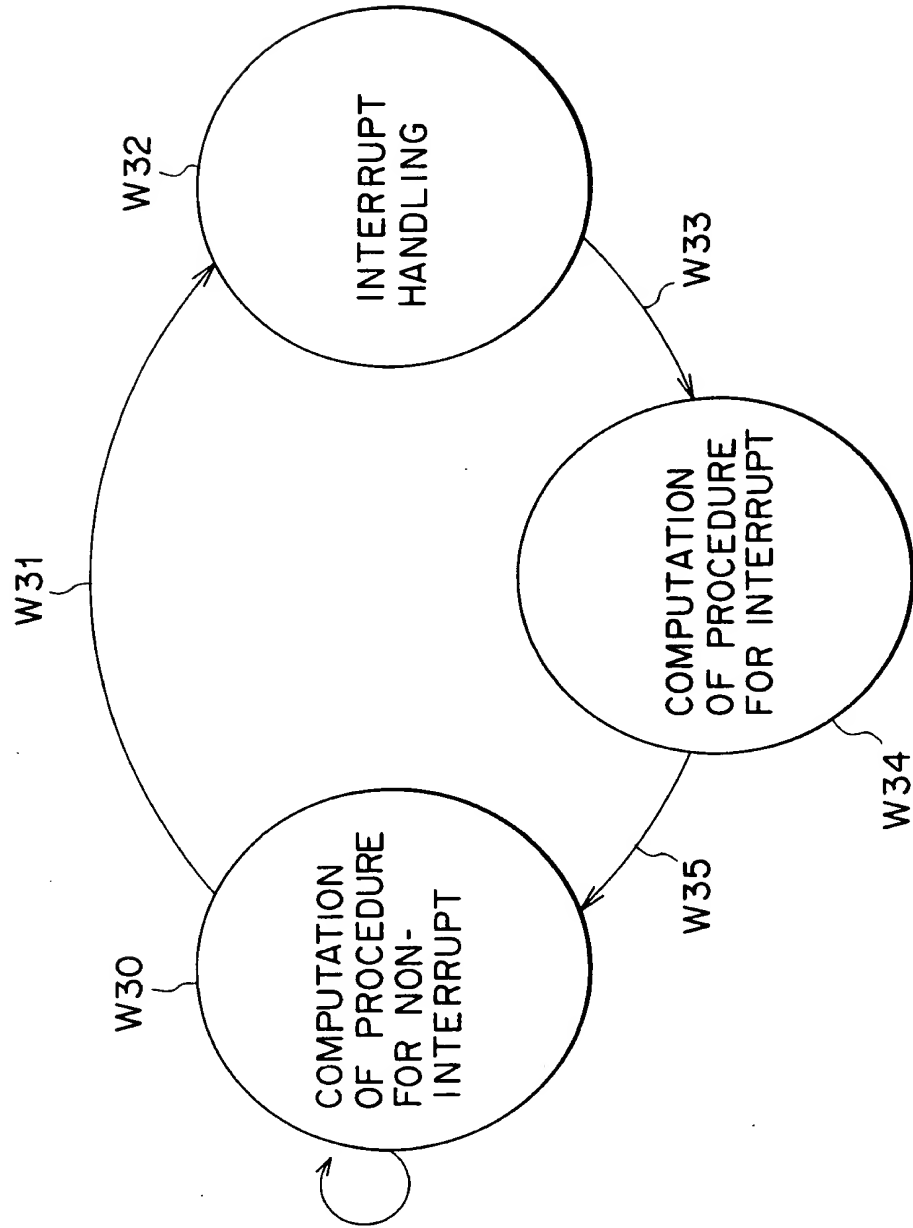 W31
W30
W32
COMPUTATION
OF PROCEDURE
FOR NON-
INTERRUPT
INTERRUPT
HANDLING
W35
W33
COMPUTATION
OF PROCEDURE
FOR INTERRUPT
W34